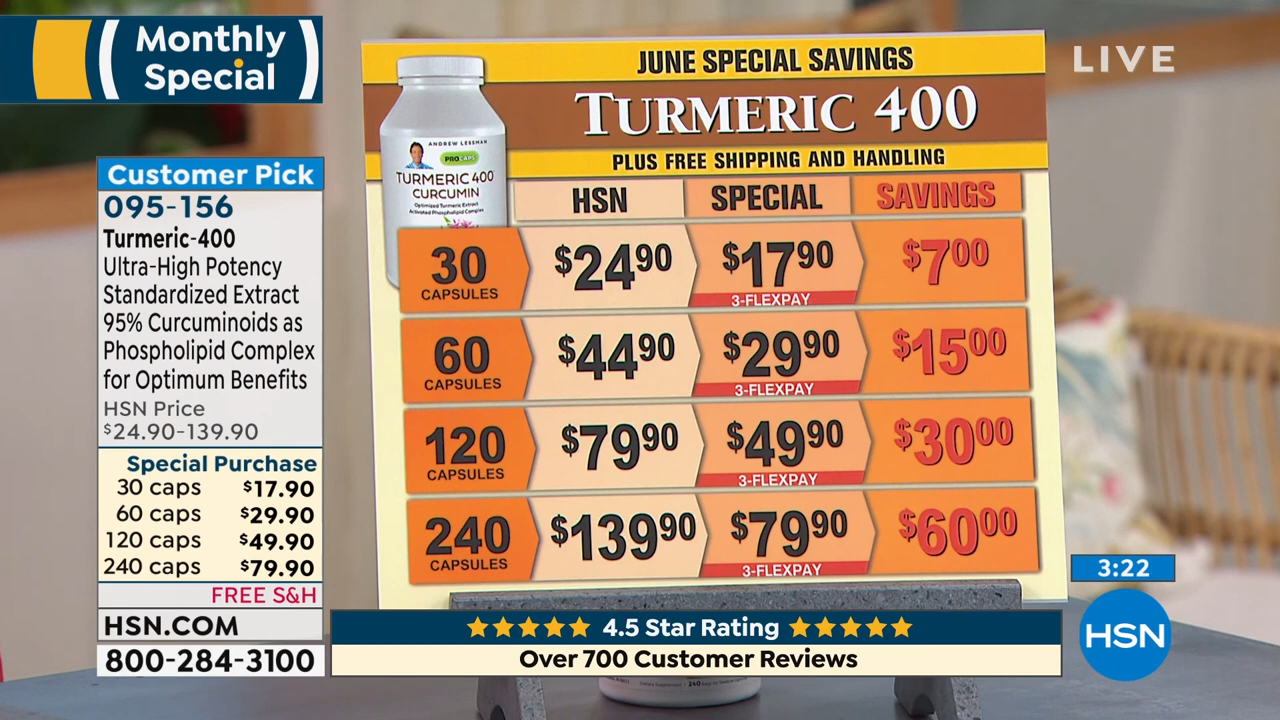 ( Monthly Special )
LIVE
Customer Pick
095-156
Turmeric-400
Ultra-High Potency
Standardized Extract
95% Curcuminoids as
Phospholipid Complex
for Optimum Benefits
HSN Price
$24.90-139.90
Special Purchase
30 caps $17.90
60 caps $29.90
120 caps $49.90
240 caps $79.90
FREE S&H
HSN.COM
800-284-3100
JUNE SPECIAL SAVINGS
TURMERIC 400
PLUS FREE SHIPPING AND HANDLING
ANDREW LESSMAN
PROCAPS
TURMERIC 400
CURCUMIN
Optimized Turmeric Extract
Activated Phospholipid Complex
HSN SPECIAL SAVINGS
30 CAPSULES $24.90 $17.90 $7.00
3-FLEXPAY
60 CAPSULES $44.90 $29.90 $15.00
3-FLEXPAY
120 CAPSULES $79.90 $49.90 $30.00
3-FLEXPAY
240 CAPSULES $139.90 $79.90 $60.00
3-FLEXPAY
3:22
HSN
4.5 Star Rating
Over 700 Customer Reviews